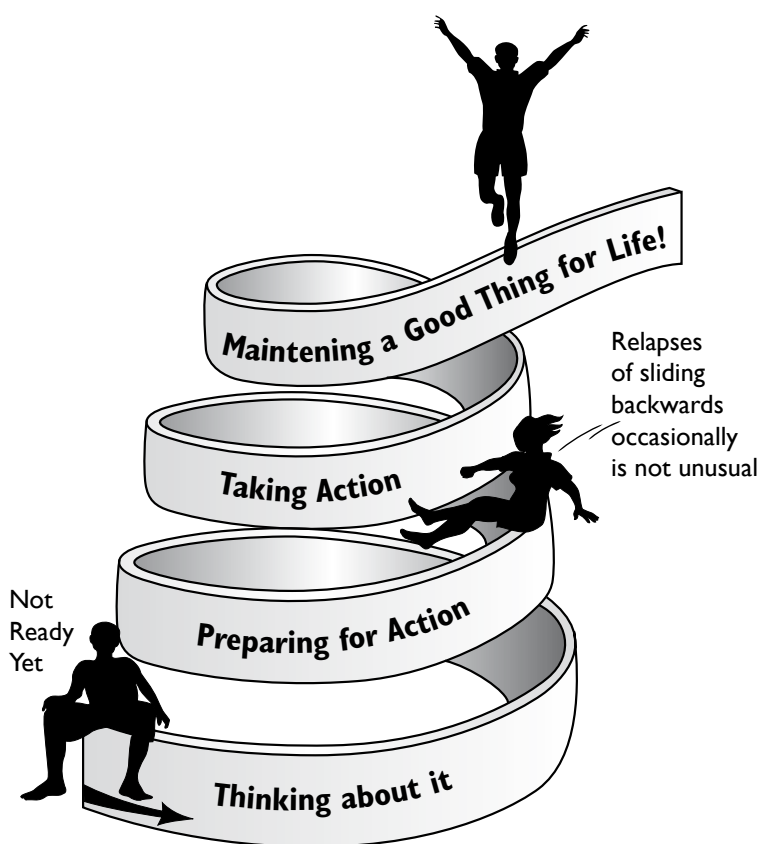 Maintening a Good Thing for Life!
Relapses
of sliding
backwards
occasionally
is not unusual
Taking Action
Preparing for Action
Not
Ready
Yet
Thinking about it